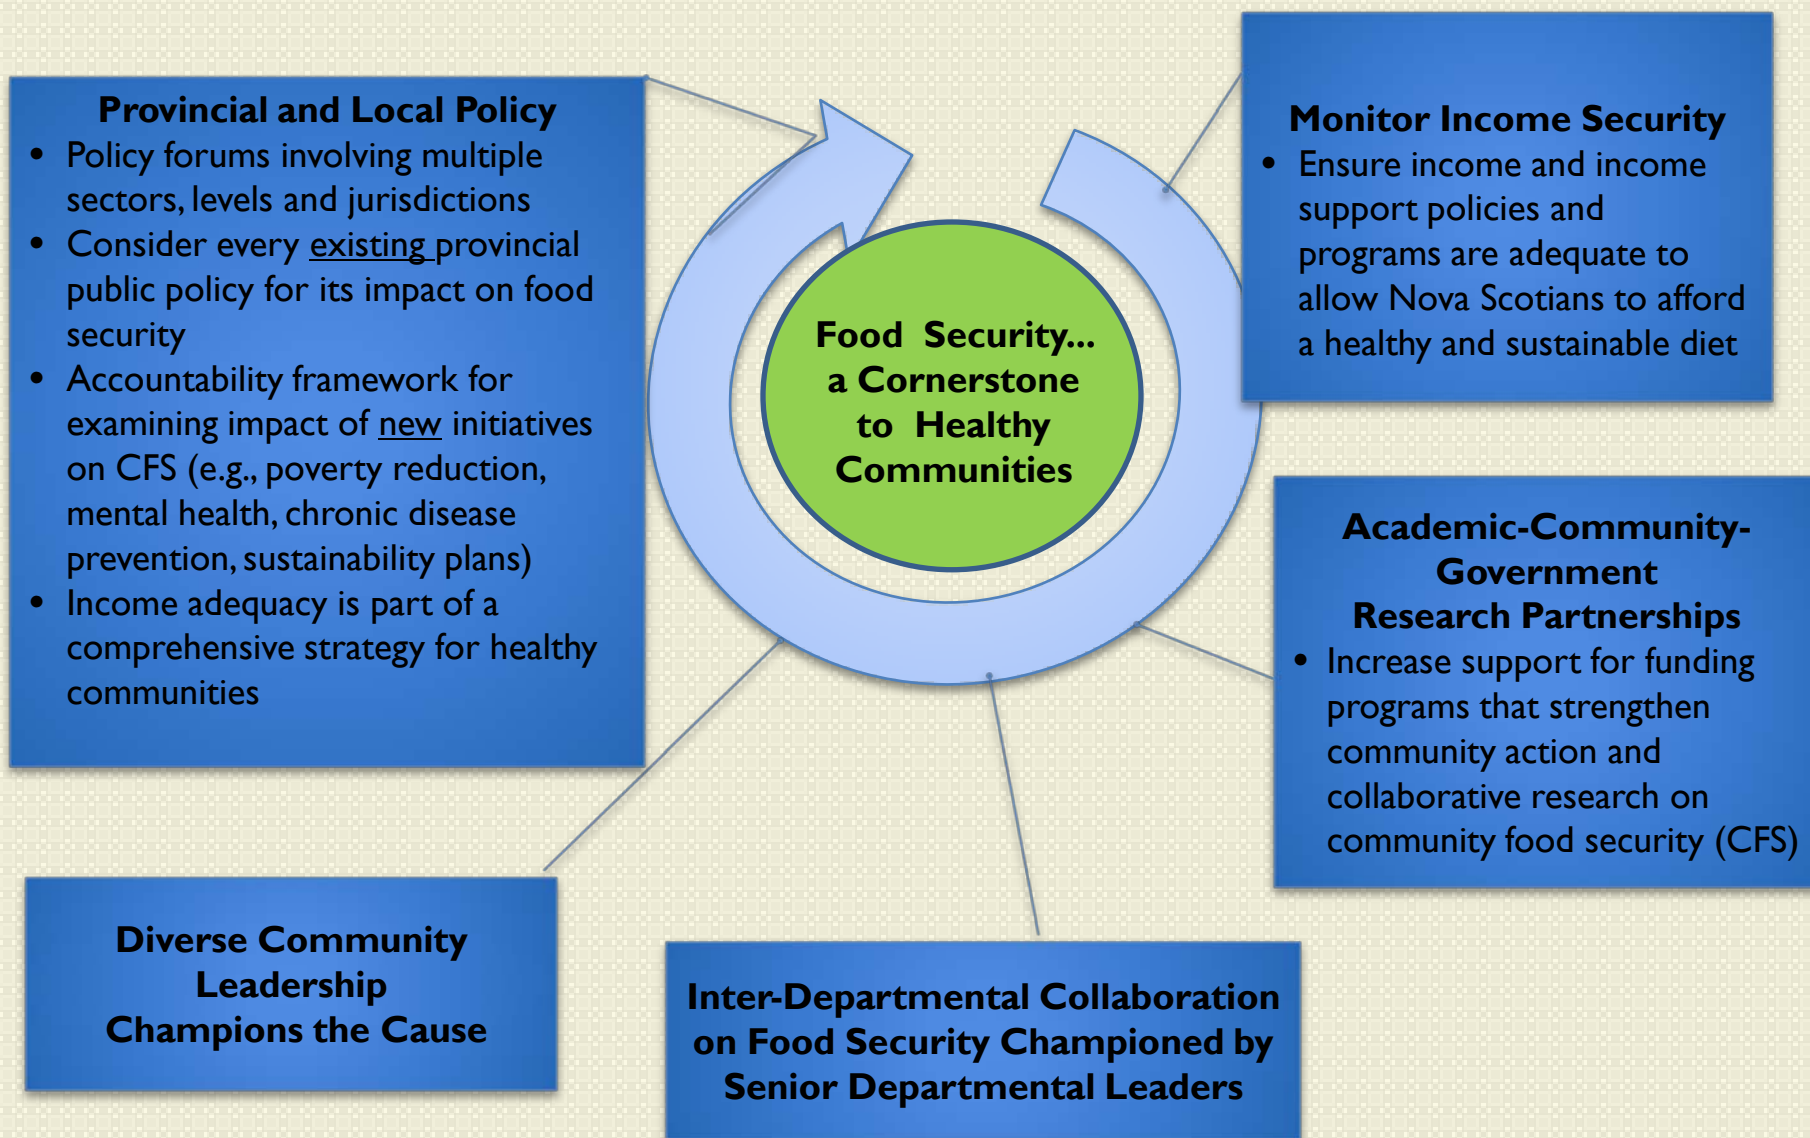 Provincial and Local Policy
• Policy forums involving multiple
sectors, levels and jurisdictions
• Consider every existing provincial
public policy for its impact on food
security
• Accountability framework for
examining impact of new initiatives
on CFS (e.g., poverty reduction,
mental health, chronic disease
prevention, sustainability plans)
• Income adequacy is part of a
comprehensive strategy for healthy
communities
Food Security...
a Cornerstone
to Healthy
Communities
Monitor Income Security
• Ensure income and income
support policies and
programs are adequate to
allow Nova Scotians to afford
a healthy and sustainable diet
Academic-Community-
Government
Research Partnerships
• Increase support for funding
programs that strengthen
community action and
collaborative research on
community food security (CFS)
Diverse Community
Leadership
Champions the Cause
Inter-Departmental Collaboration
on Food Security Championed by
Senior Departmental Leaders